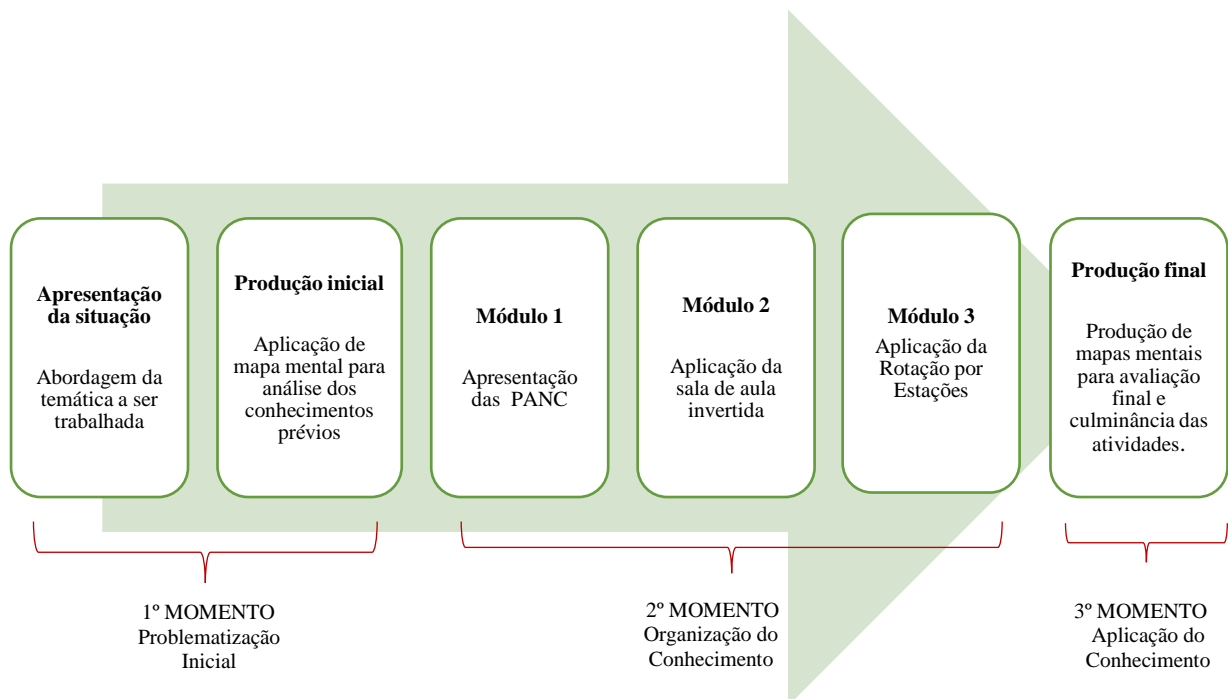 Apresentação
da situação
Abordagem da
temática a ser
trabalhada
Produção inicial
Aplicação de
mapa mental para
análise dos
conhecimentos
prévios
Módulo 1
Apresentação
das PANC
Módulo 2
Aplicação da
sala de aula
invertida
Módulo 3
Aplicação da
Rotação por
Estações
Produção final
Produção de
mapas mentais
para avaliação
final e
culminância das
atividades.
1º MOMENTO
Problematização
Inicial
2º MOMENTO
Organização do
Conhecimento
3º MOMENTO
Aplicação do
Conhecimento